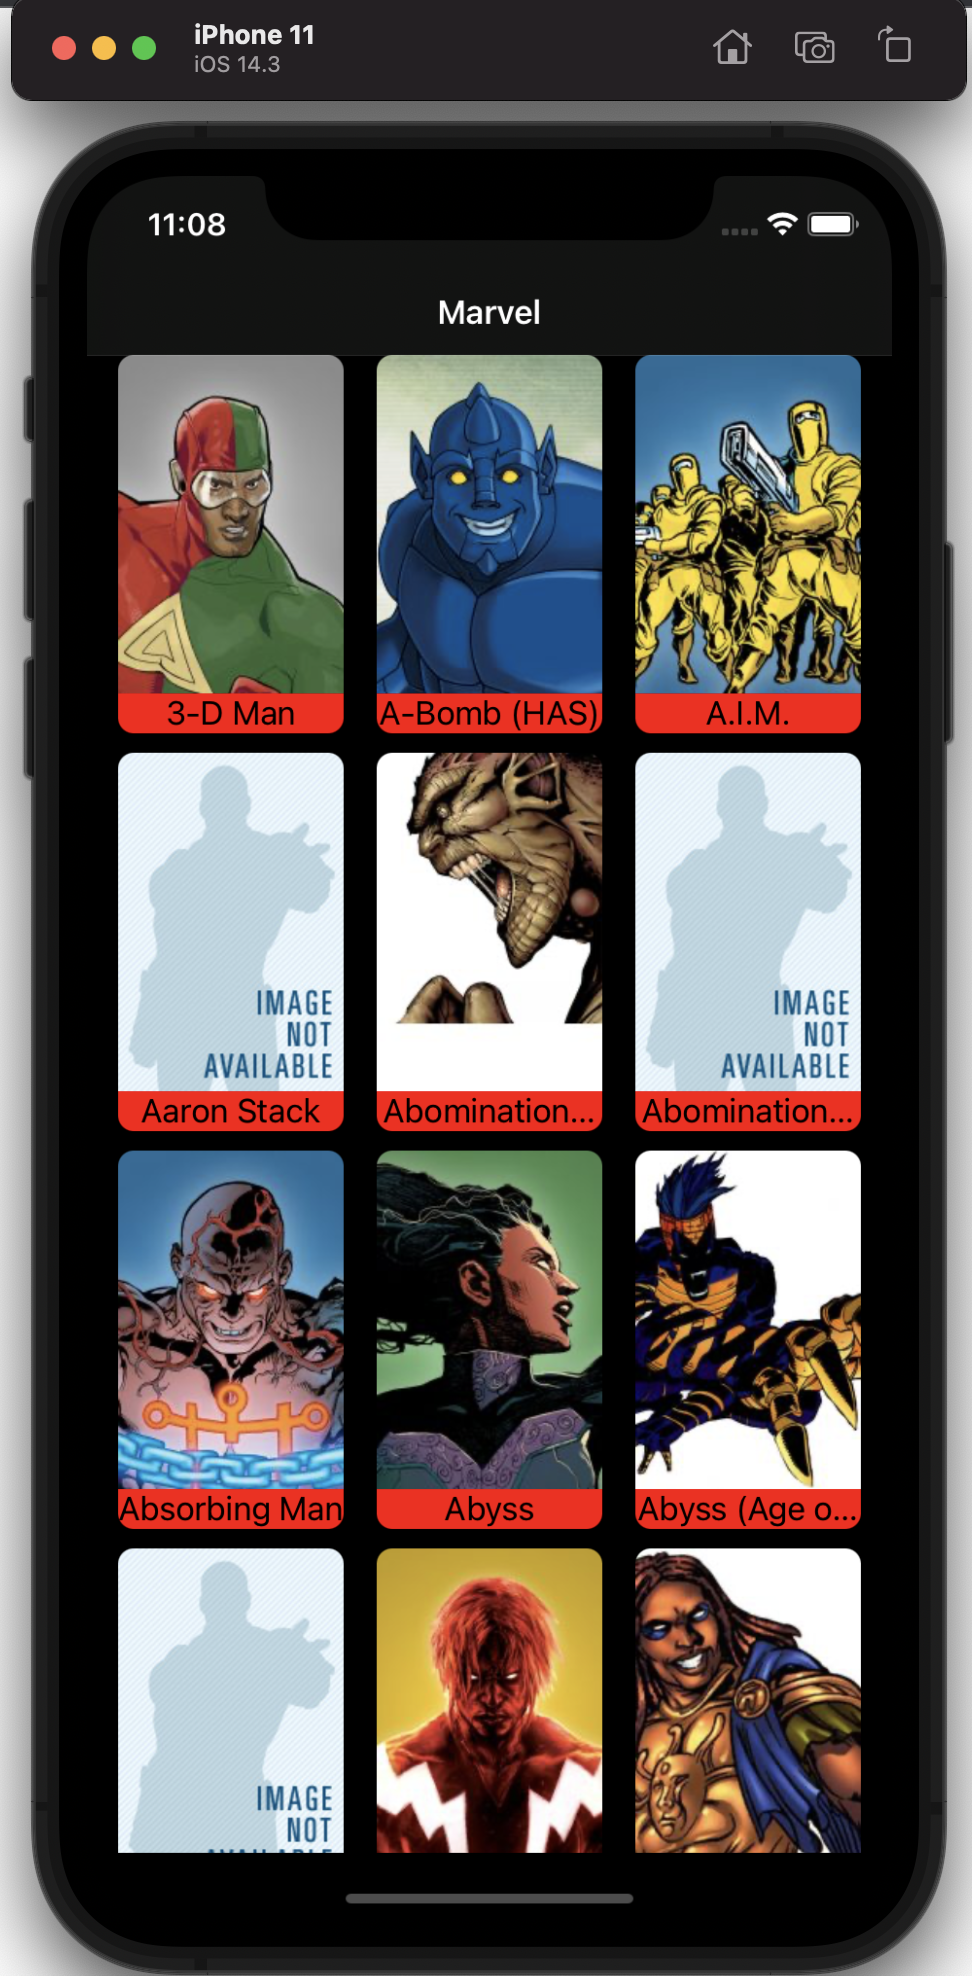 iPhone 11
iOS 14.3
11:08
Marvel
3-D Man
A-Bomb (HAS)
A.I.M.
IMAGE
NOT
AVAILABLE
IMAGE
NOT
AVAILABLE
Aaron Stack
Abomination...
Abomination...
Absorbing Man
Abyss
Abyss (Age o...
IMAGE
NOT
AVAILABLE